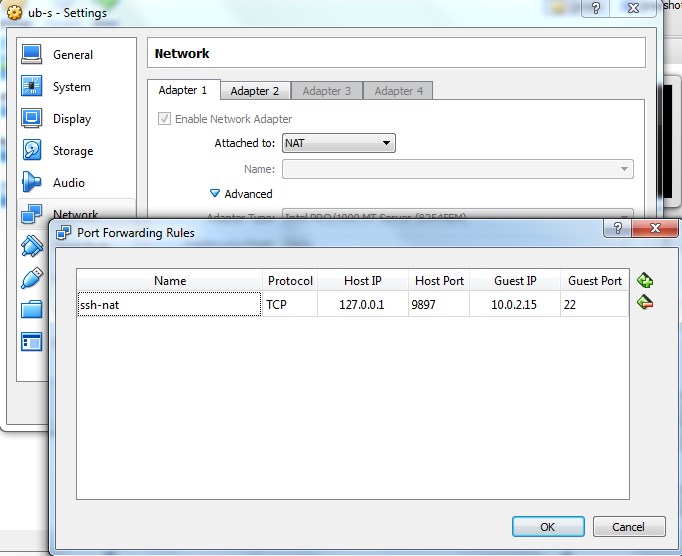 ub-s - Settings
General
System
Display
Storage
Audio
Network
Network
Adapter 1 Adapter 2 Adapter 3 Adapter 4
Enable Network Adapter
Attached to: NAT
Name:
Advanced
Adapter Type: Intel PRO/1000 MT Server (82545EM)
Port Forwarding Rules
Name Protocol Host IP Host Port Guest IP Guest Port
ssh-nat TCP 127.0.0.1 9897 10.0.2.15 22
OK Cancel